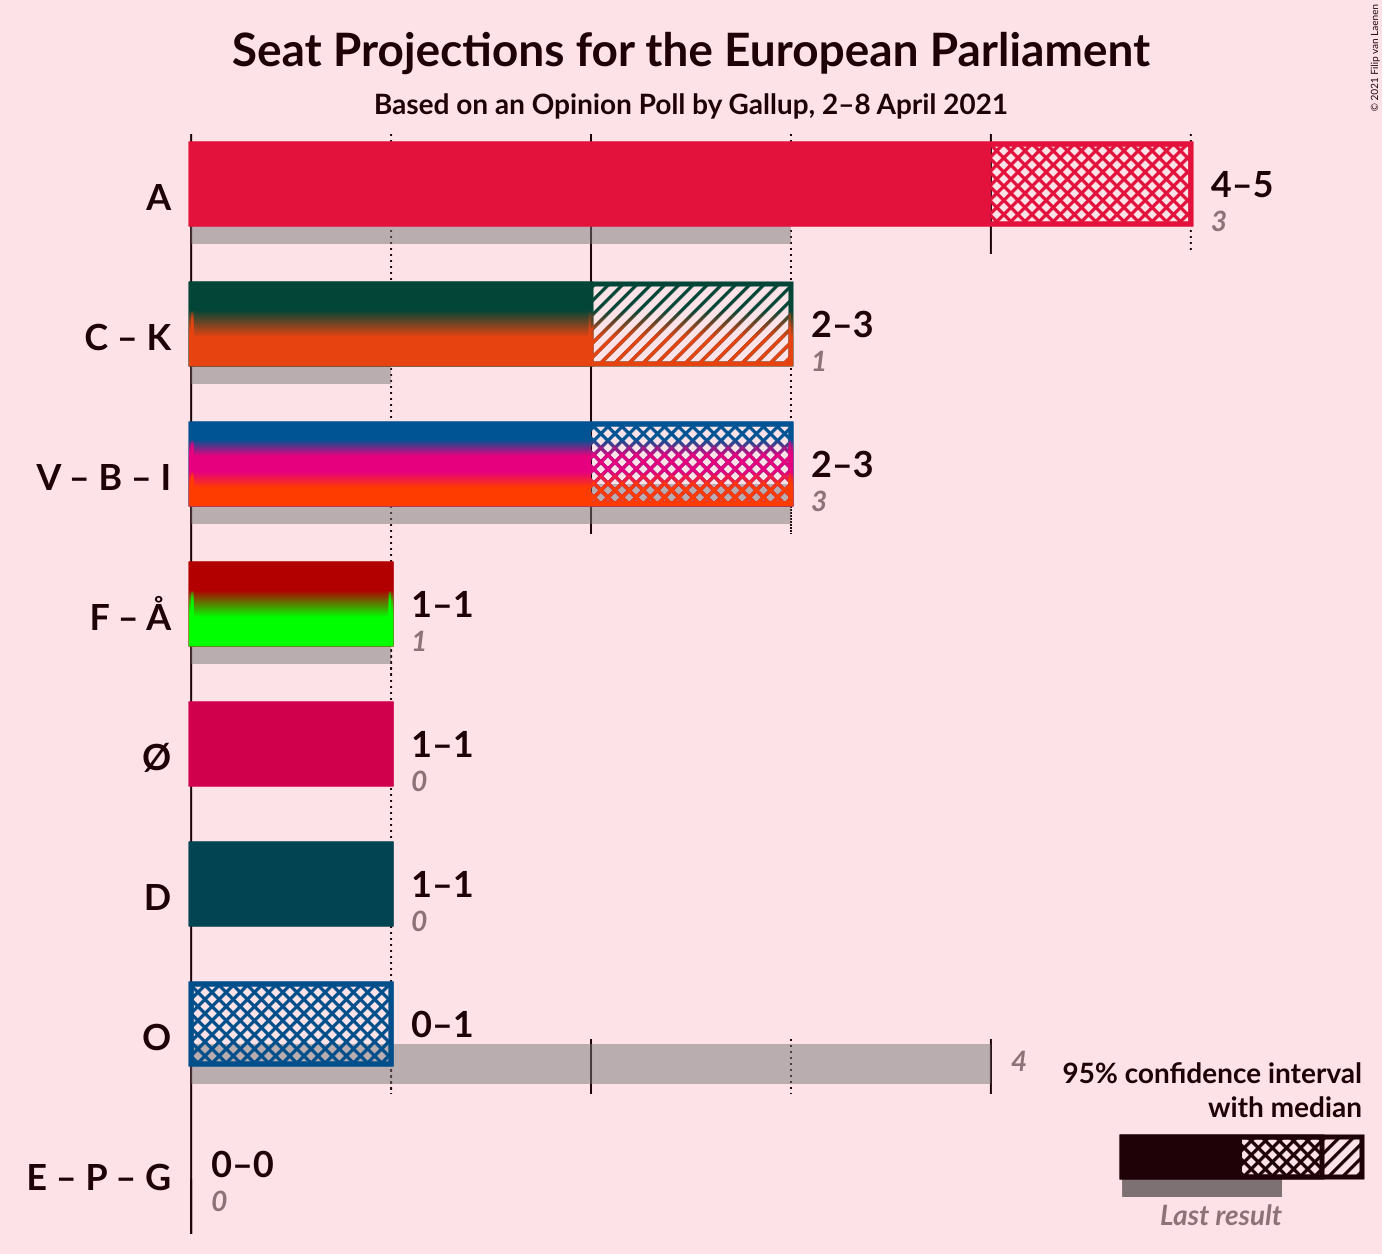 Seat Projections for the European Parliament
Based on an Opinion Poll by Gallup, 2–8 April 2021
© 2021 Filip van Laenen
A
4–5
3
C – K
2–3
1
V – B – I
2–3
3
F – Å
1–1
1
Ø
1–1
0
D
1–1
0
O
0–1
4
E – P – G
0–0
0
95% confidence interval
with median
Last result